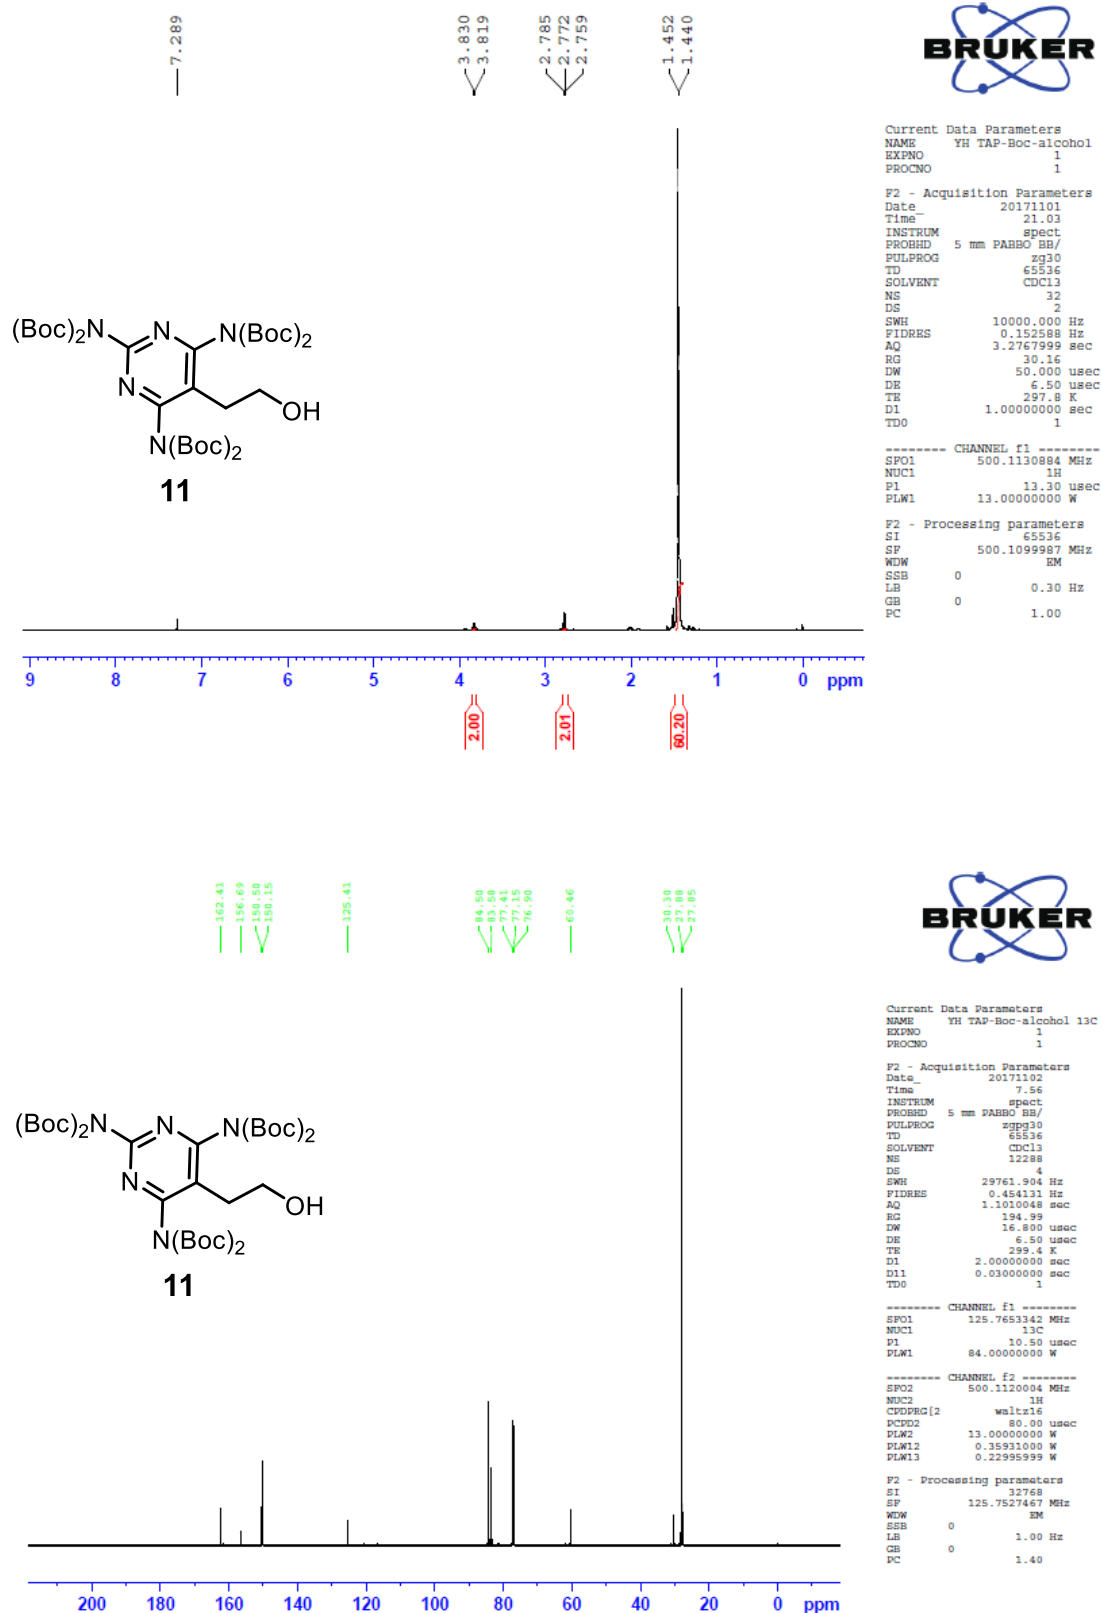 7.289
3.830
3.819
2.785
2.772
2.759
1.452
1.440
BRUKER
Current Data Parameters
NAME YH TAP-Boc-alcohol
EXPNO 1
PROCNO 1
F2 - Acquisition Parameters
Date_ 20171101
Time 21.03
INSTRUM spect
PROBHD 5 mm PABBO BB/
PULPROG zg30
TD 65536
SOLVENT CDCl3
NS 32
DS 2
SWH 10000.000 Hz
FIDRES 0.152588 Hz
AQ 3.2767999 sec
RG 30.16
DW 50.000 usec
DE 6.50 usec
TE 297.8 K
D1 1.00000000 sec
TD0 1
======== CHANNEL f1 ========
SFO1 500.1130884 MHz
NUC1 1H
P1 13.30 usec
PLW1 13.00000000 W
F2 - Processing parameters
SI 65536
SF 500.1099987 MHz
WDW EM
SSB 0
LB 0.30 Hz
GB 0
PC 1.00
(Boc)2N N N(Boc)2
N
OH
N(Boc)2
11
9 8 7 6 5 4 3 2 1 0 ppm
2.00
2.01
60.20
162.41
156.69
150.50
150.15
125.41
84.50
83.50
77.41
77.15
76.90
60.46
30.30
27.88
27.85
BRUKER
Current Data Parameters
NAME YH TAP-Boc-alcohol 13C
EXPNO 1
PROCNO 1
F2 - Acquisition Parameters
Date_ 20171102
Time 7.56
INSTRUM spect
PROBHD 5 mm PABBO BB/
PULPROG zgpg30
TD 65536
SOLVENT CDCl3
NS 12288
DS 4
SWH 29761.904 Hz
FIDRES 0.454131 Hz
AQ 1.1010048 sec
RG 194.99
DW 16.800 usec
DE 6.50 usec
TE 299.4 K
D1 2.00000000 sec
D11 0.03000000 sec
TD0 1
======== CHANNEL f1 ========
SFO1 125.7653342 MHz
NUC1 13C
P1 10.50 usec
PLW1 84.00000000 W
======== CHANNEL f2 ========
SFO2 500.1120004 MHz
NUC2 1H
CPDPRG[2 waltz16
PCPD2 80.00 usec
PLW2 13.00000000 W
PLW12 0.35931000 W
PLW13 0.22995999 W
F2 - Processing parameters
SI 32768
SF 125.7527467 MHz
WDW EM
SSB 0
LB 1.00 Hz
GB 0
PC 1.40
(Boc)2N N N(Boc)2
N
OH
N(Boc)2
11
200 180 160 140 120 100 80 60 40 20 0 ppm